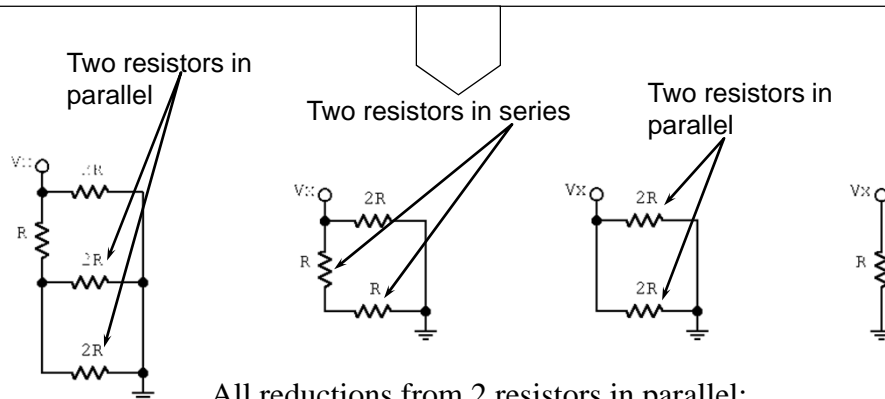 Two resistors in
parallel
Two resistors in series
Two resistors in
parallel
2R
R
2R
2R
VX
2R
R
R
VX
2R
2R
VX
R
All reductions from 2 resistors in parallel: